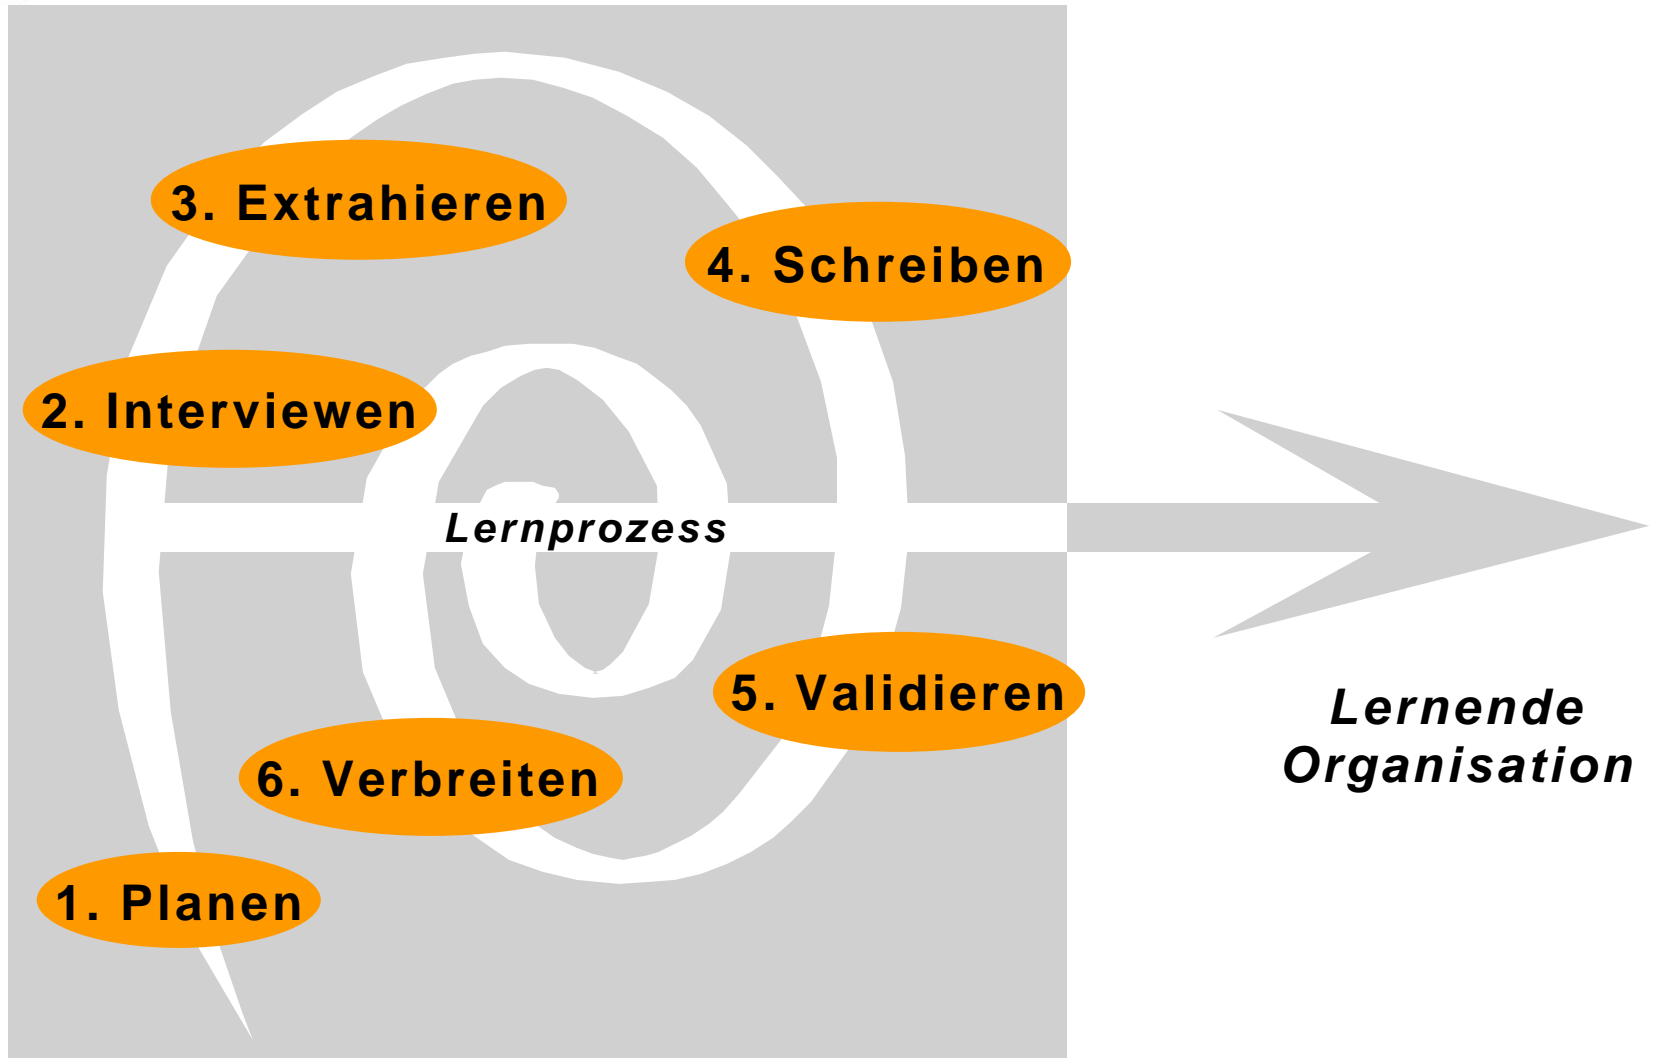 3. Extrahieren
4. Schreiben
2. Interviewen
Lernprozess
5. Validieren
Lernende
Organisation
6. Verbreiten
1. Planen